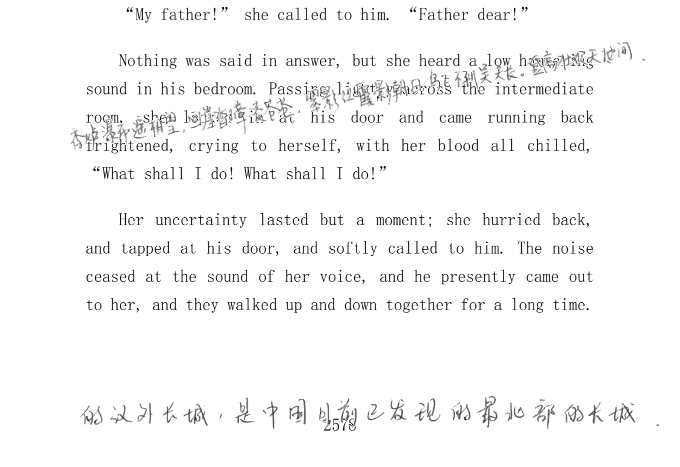 “My father!” she called to him. “Father dear!”
Nothing was said in answer, but she heard a low hammering
sound in his bedroom. Passing lightly across the intermediate
room, she looked in at his door and came running back
frightened, crying to herself, with her blood all chilled,
“What shall I do! What shall I do!”
Her uncertainty lasted but a moment; she hurried back,
and tapped at his door, and softly called to him. The noise
ceased at the sound of her voice, and he presently came out
to her, and they walked up and down together for a long time.
的汉外长城，是中国目前已发现的最北部的长城.
2578